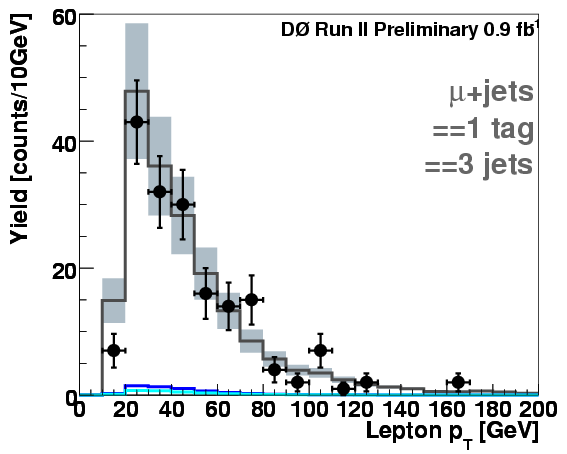 DØ Run II Preliminary 0.9 fb⁻¹
μ+jets
==1 tag
==3 jets
Yield [counts/10GeV]
60
40
20
0
0 20 40 60 80 100 120 140 160 180 200
Lepton pT [GeV]